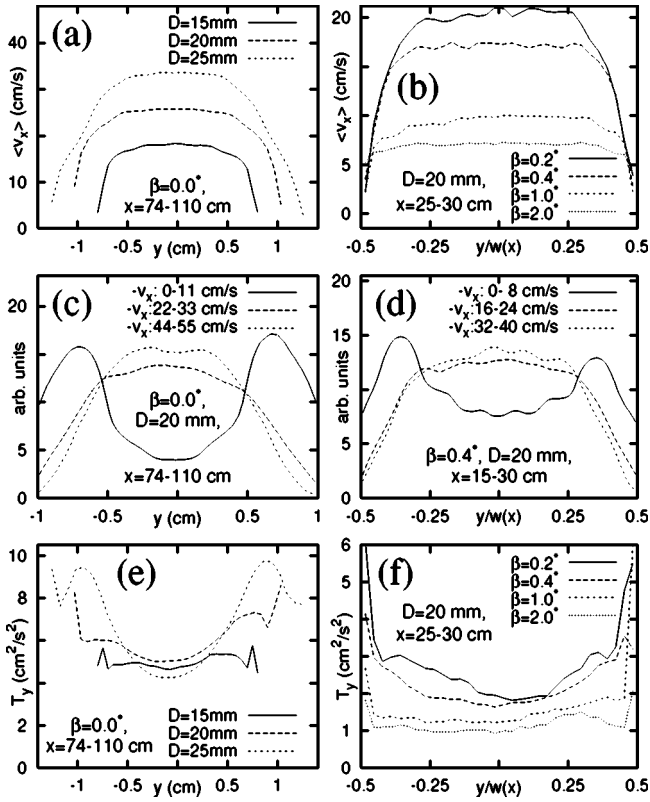 40
30
20
10
<vₓ> (cm/s)
(a)
D=15mm
D=20mm
D=25mm
β=0.0°,
x=74-110 cm
-1
-0.5
0
0.5
1
y (cm)
20
15
10
5
0
<vₓ> (cm/s)
(b)
D=20 mm,
x=25-30 cm
β=0.2°
β=0.4°
β=1.0°
β=2.0°
-0.5
-0.25
0
0.25
0.5
y/w(x)
20
15
10
5
0
arb. units
(c)
-vₓ: 0-11 cm/s
-vₓ:22-33 cm/s
-vₓ:44-55 cm/s
β=0.0°,
D=20 mm,
x=74-110 cm
-1
-0.5
0
0.5
1
y (cm)
20
15
10
5
0
arb. units
(d)
-vₓ: 0- 8 cm/s
-vₓ:16-24 cm/s
-vₓ:32-40 cm/s
β=0.4°, D=20 mm,
x=15-30 cm
-0.5
-0.25
0
0.25
0.5
y/w(x)
10
8
6
4
2
0
T_y (cm²/s²)
(e)
β=0.0°,
x=74-110 cm
D=15mm
D=20mm
D=25mm
-1
-0.5
0
0.5
1
y (cm)
6
5
4
3
2
1
0
T_y (cm²/s²)
(f)
D=20 mm,
x=25-30 cm
β=0.2°
β=0.4°
β=1.0°
β=2.0°
-0.5
-0.25
0
0.25
0.5
y/w(x)